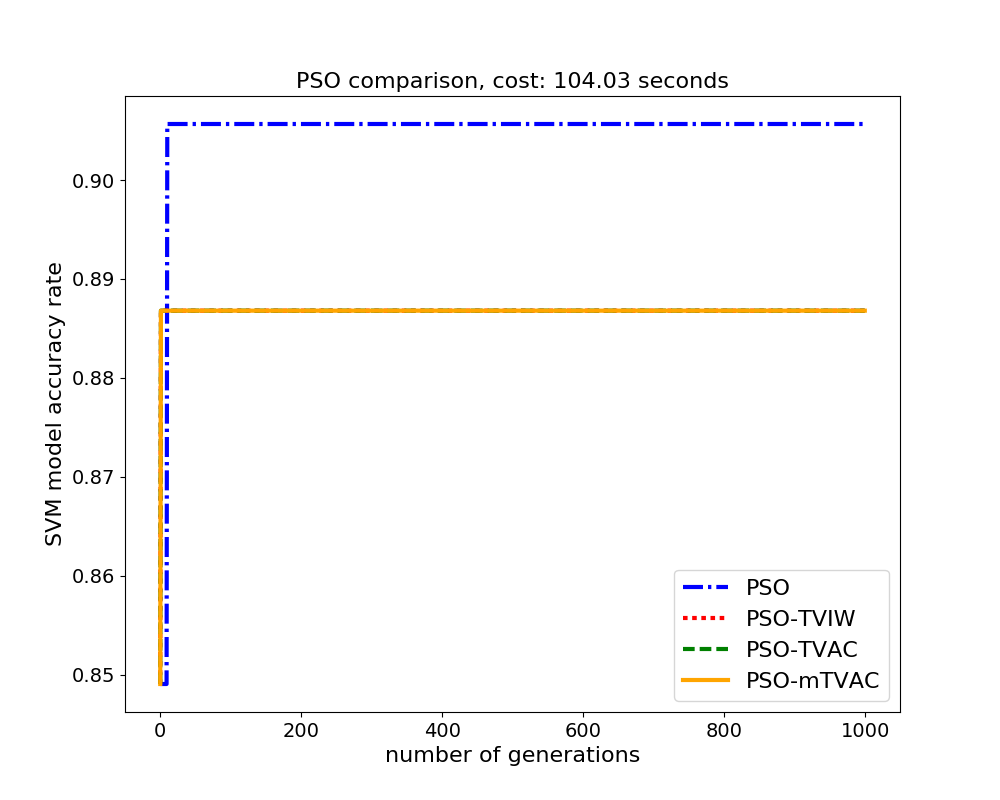 PSO comparison, cost: 104.03 seconds
SVM model accuracy rate
0.90
0.89
0.88
0.87
0.86
0.85
0 200 400 600 800 1000
number of generations
PSO
PSO-TVIW
PSO-TVAC
PSO-mTVAC